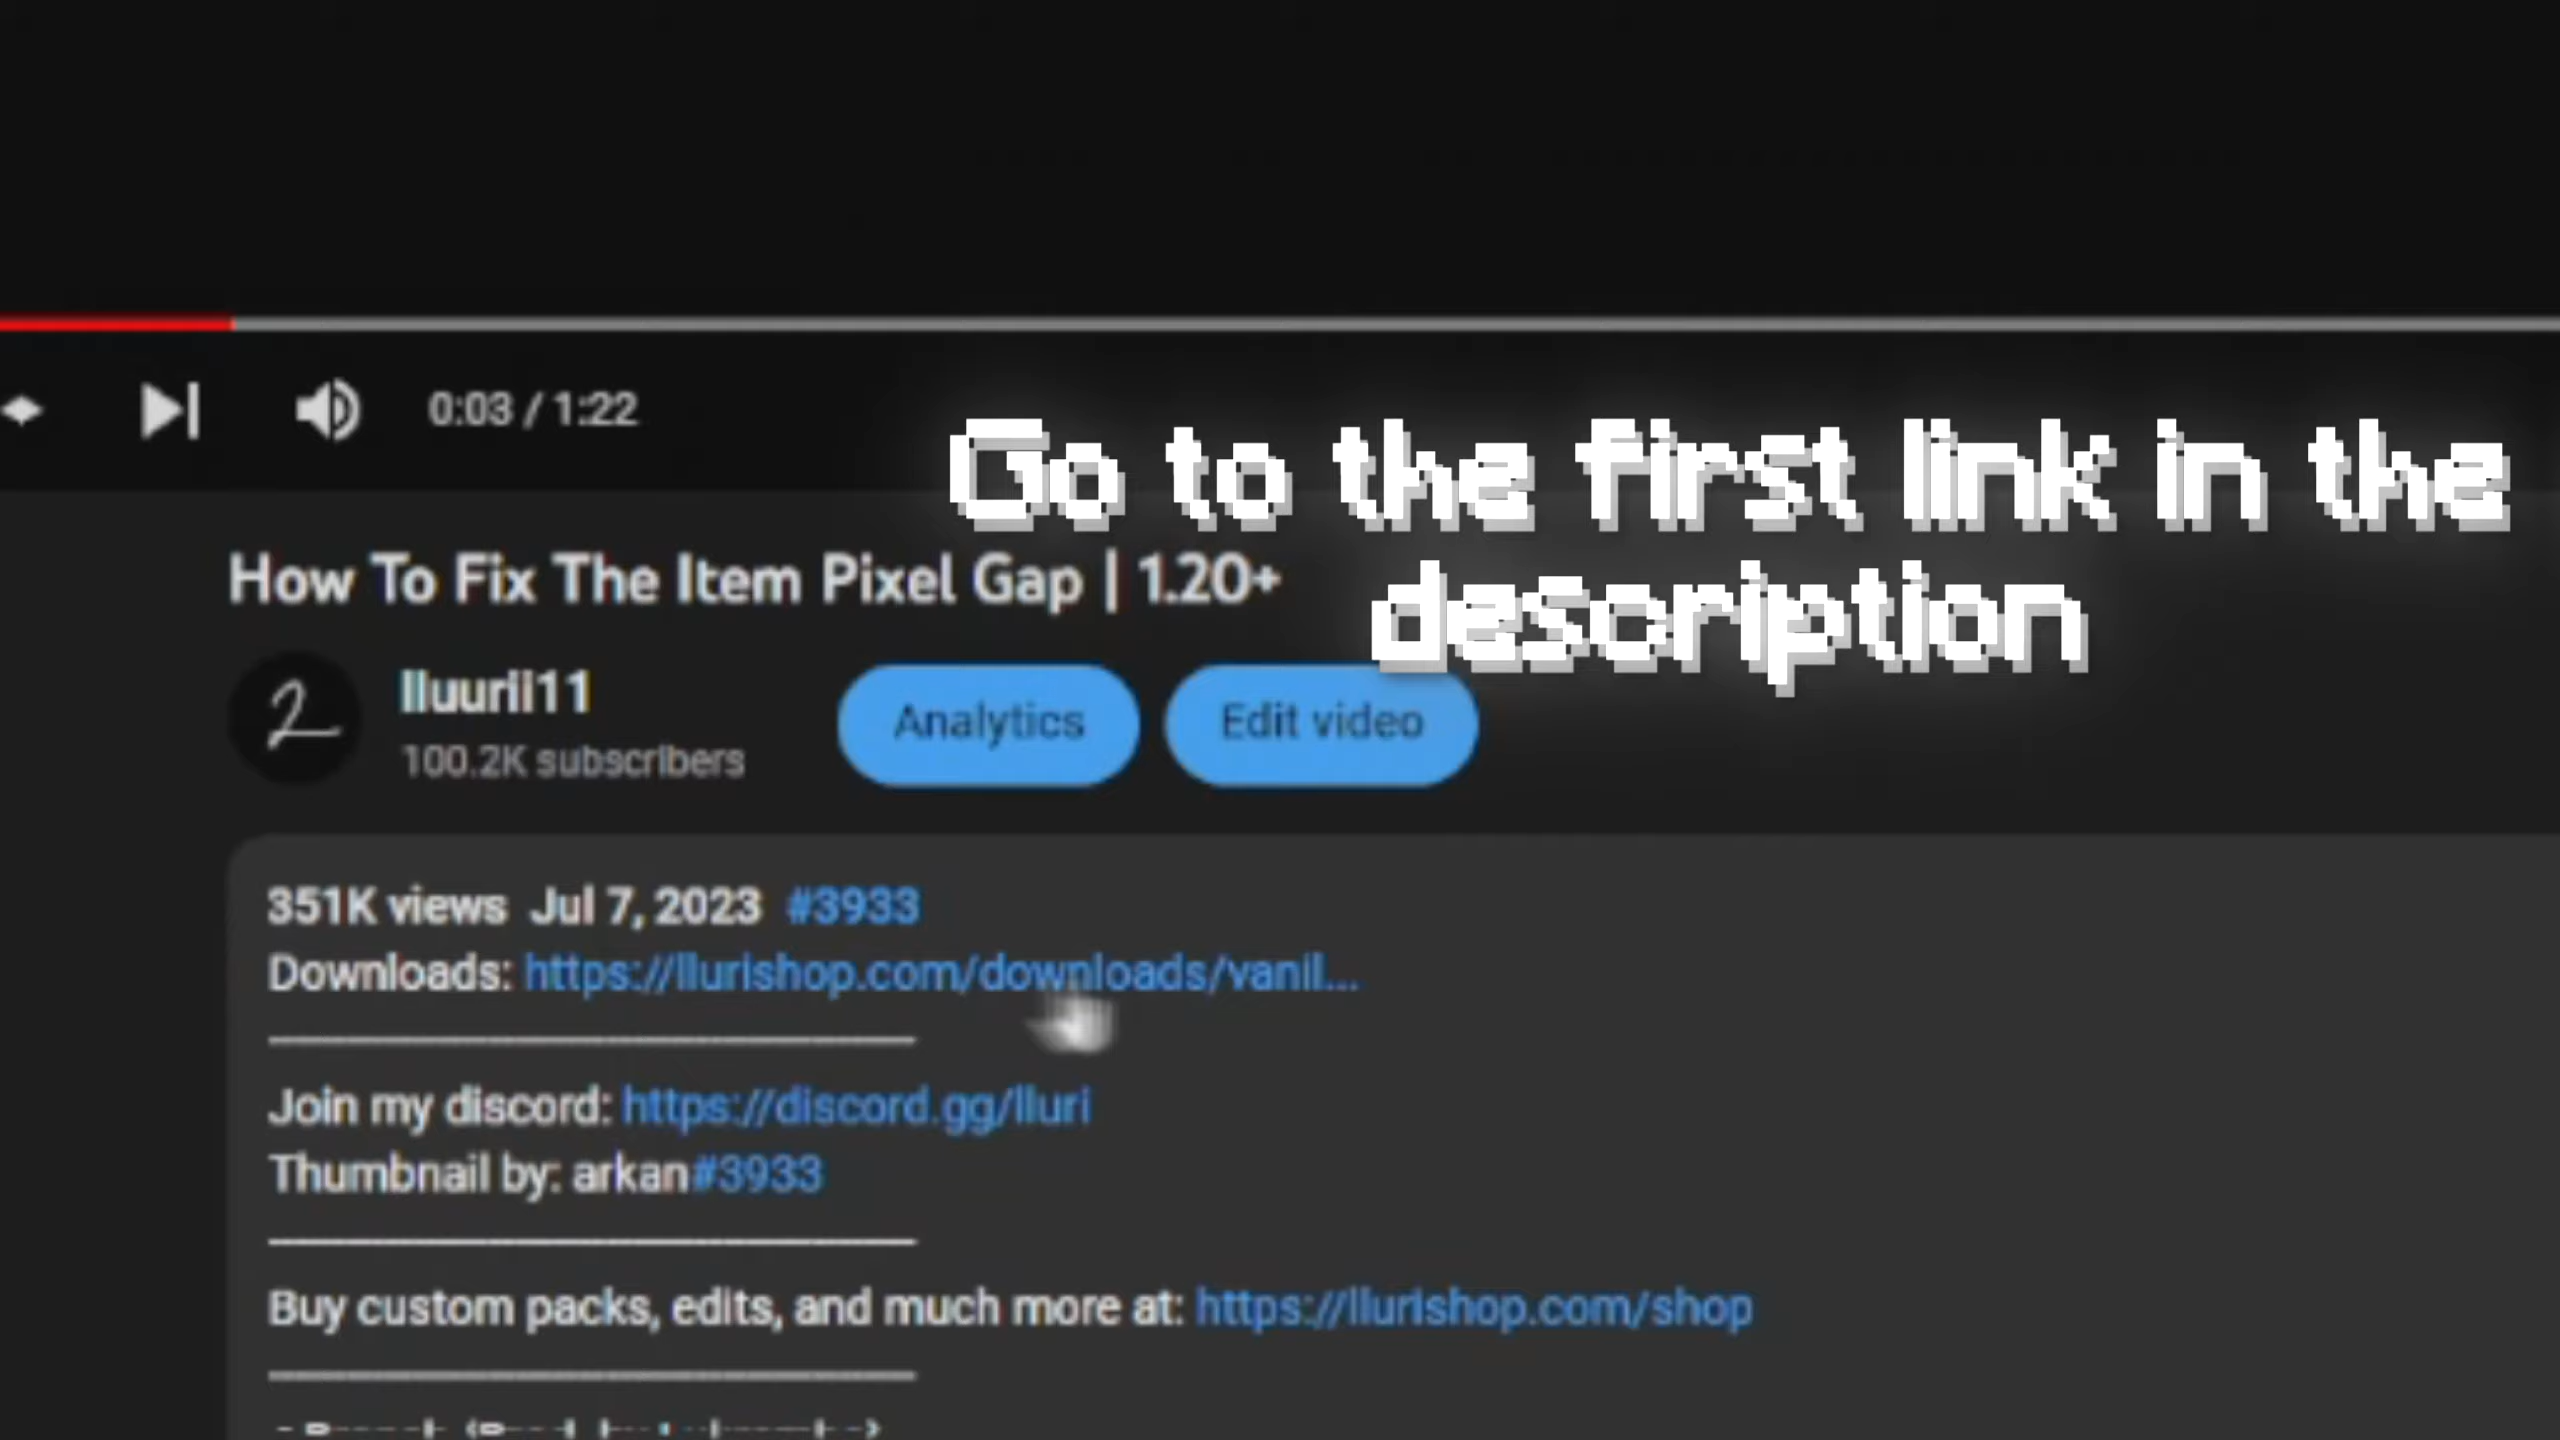 0:03 / 1:22
Go to the first link in the
description
How To Fix The Item Pixel Gap | 1.20+
lluuril11
100.2K subscribers
Analytics
Edit video
351K views Jul 7, 2023 #3933
Downloads: https://llurishop.com/downloads/vanil...
Join my discord: https://discord.gg/lluri
Thumbnail by: arkan#3933
Buy custom packs, edits, and much more at: https://llurishop.com/shop